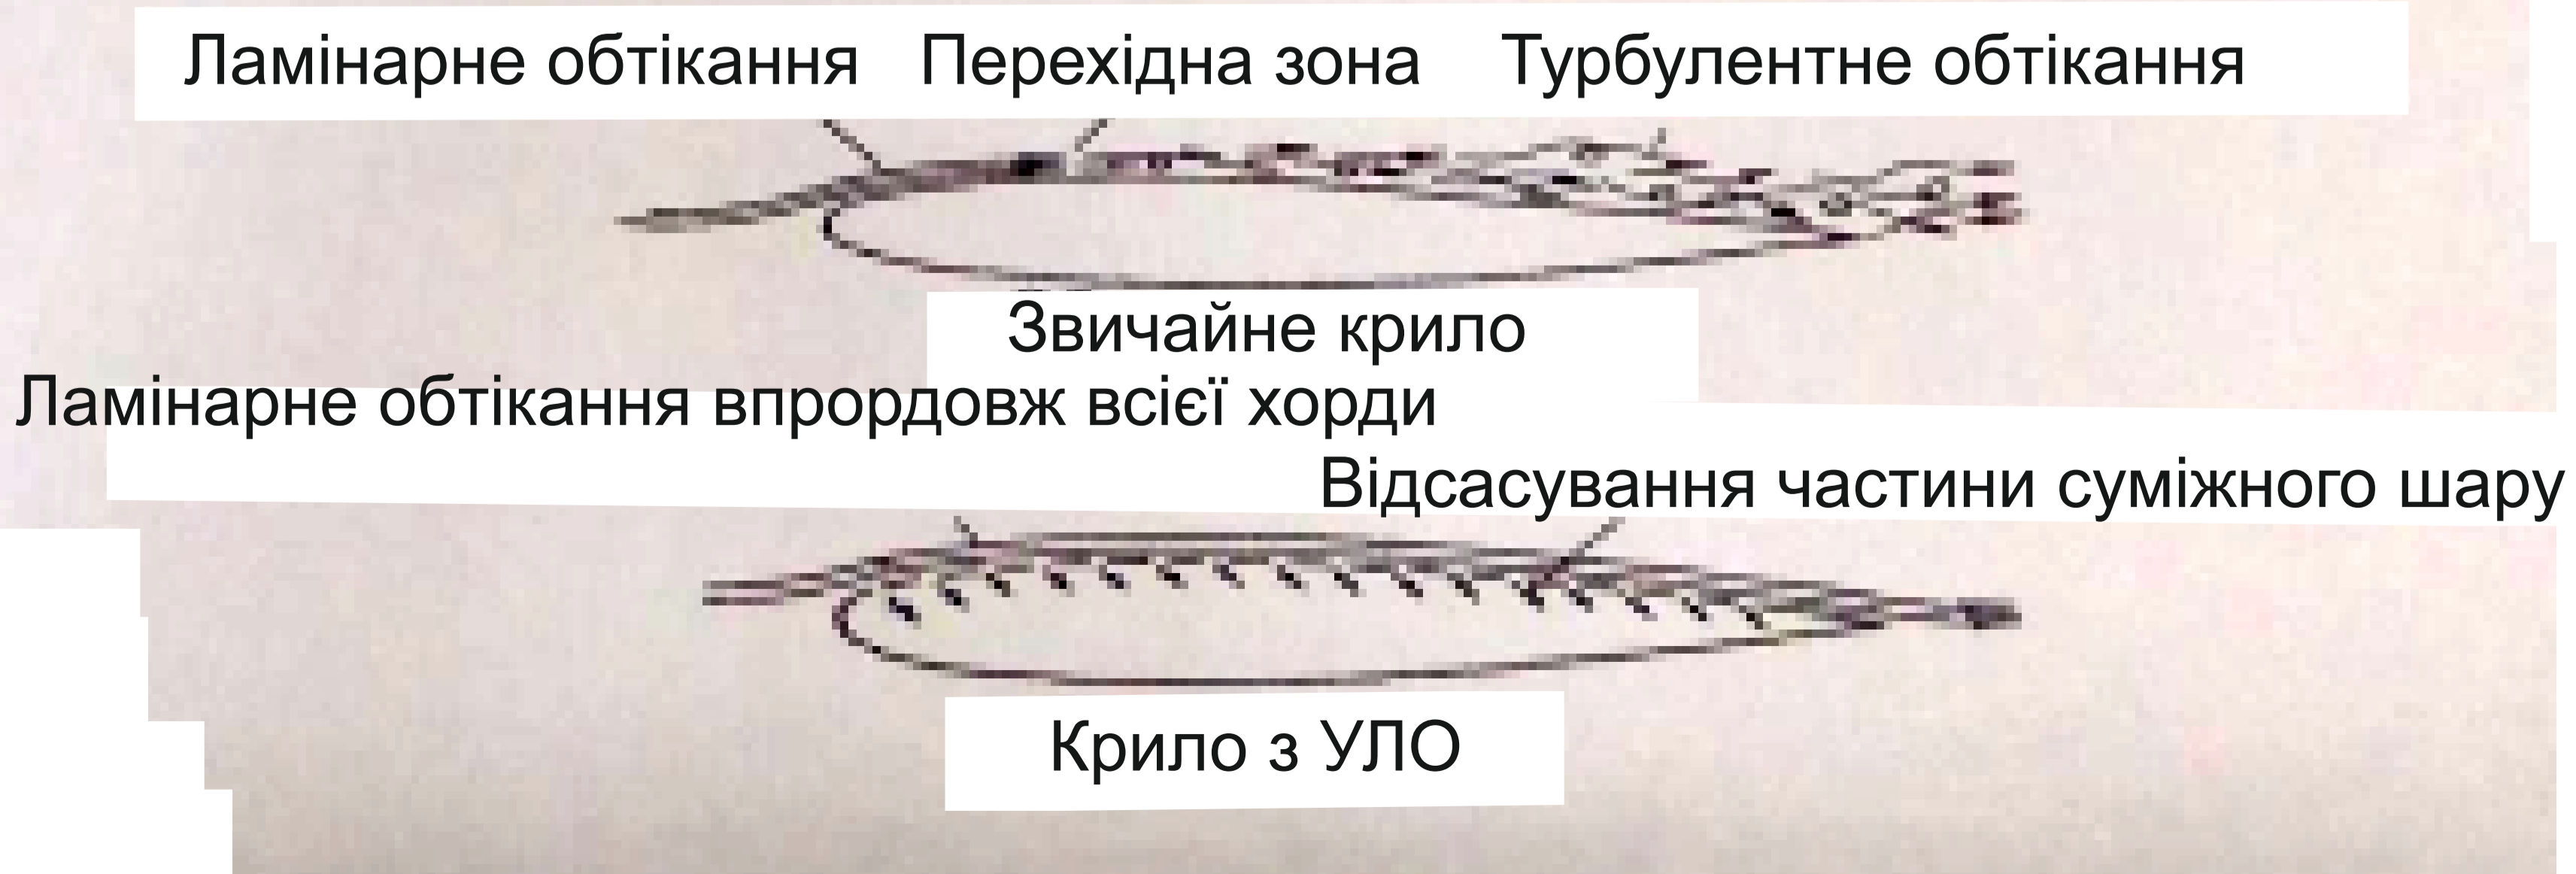 Ламінарне обтікання Перехідна зона Турбулентне обтікання
Звичайне крило
Ламінарне обтікання впрордовж всієї хорди
Відсасування частини суміжного шару
Крило з УЛО